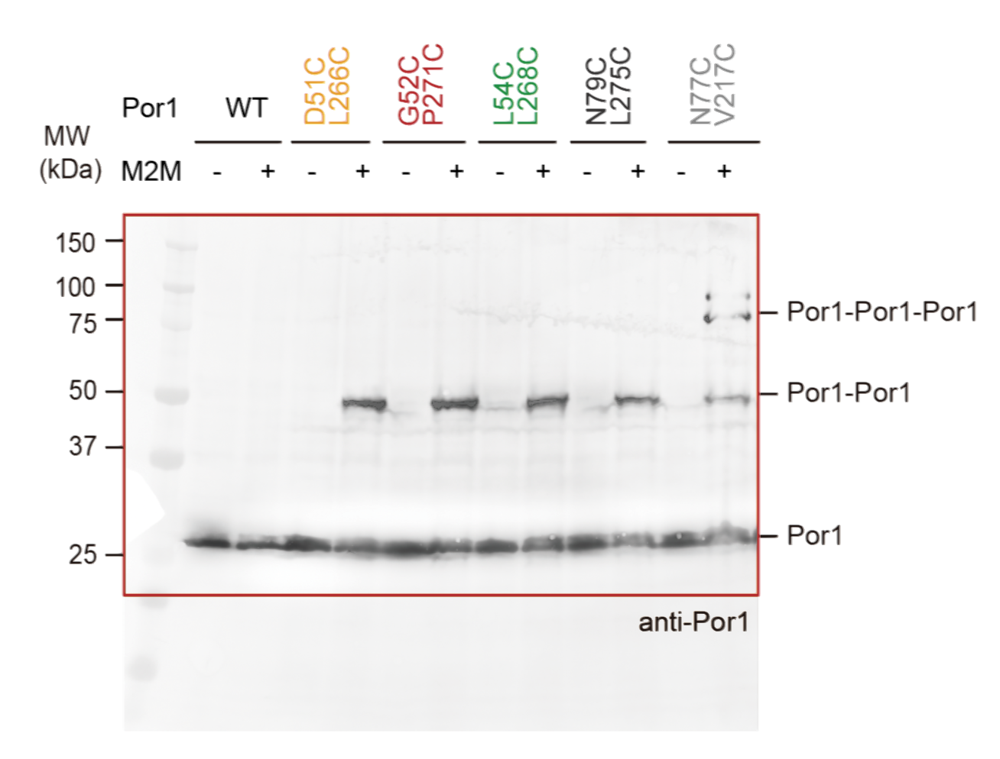 D51C
L266C
G52C
P271C
L54C
L268C
N79C
L275C
N77C
V217C
Por1 WT
MW
(kDa) M2M - + - + - + - + - + - +
150
100
75 Por1-Por1-Por1
50 Por1-Por1
37
25 Por1
anti-Por1